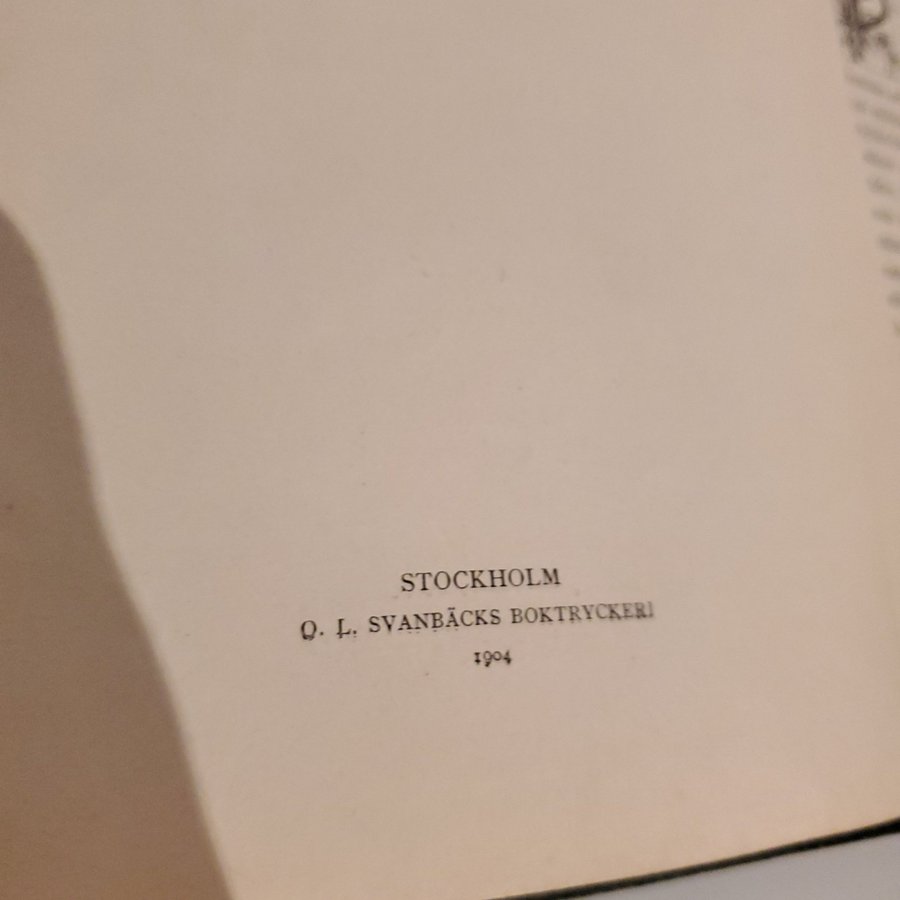 STOCKHOLM
O. L. SVANBÄCKS BOKTRYCKERI
1904